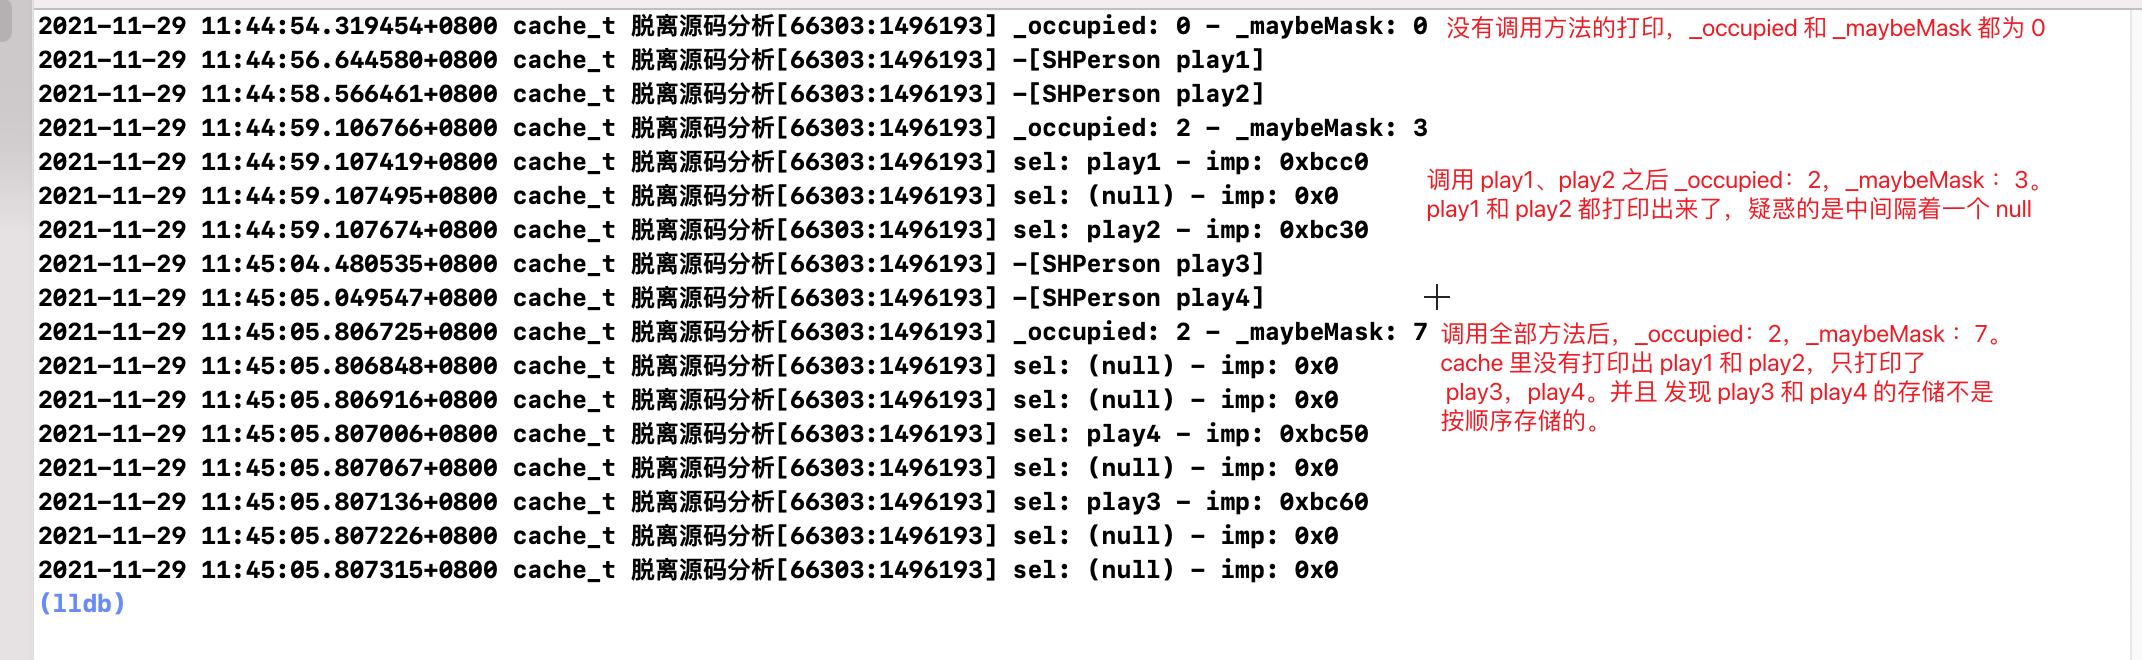 2021-11-29 11:44:54.319454+0800 cache_t 脱离源码分析[66303:1496193] _occupied: 0 - _maybeMask: 0 没有调用方法的打印，_occupied 和 _maybeMask 都为 0
2021-11-29 11:44:56.644580+0800 cache_t 脱离源码分析[66303:1496193] -[SHPerson play1]
2021-11-29 11:44:58.566461+0800 cache_t 脱离源码分析[66303:1496193] -[SHPerson play2]
2021-11-29 11:44:59.106766+0800 cache_t 脱离源码分析[66303:1496193] _occupied: 2 - _maybeMask: 3
2021-11-29 11:44:59.107419+0800 cache_t 脱离源码分析[66303:1496193] sel: play1 - imp: 0xbcc0
2021-11-29 11:44:59.107495+0800 cache_t 脱离源码分析[66303:1496193] sel: (null) - imp: 0x0
2021-11-29 11:44:59.107674+0800 cache_t 脱离源码分析[66303:1496193] sel: play2 - imp: 0xbc30
调用 play1、play2 之后 _occupied：2，_maybeMask ：3。
play1 和 play2 都打印出来了，疑惑的是中间隔着一个 null
2021-11-29 11:45:04.480535+0800 cache_t 脱离源码分析[66303:1496193] -[SHPerson play3]
2021-11-29 11:45:05.049547+0800 cache_t 脱离源码分析[66303:1496193] -[SHPerson play4]
2021-11-29 11:45:05.806725+0800 cache_t 脱离源码分析[66303:1496193] _occupied: 2 - _maybeMask: 7
2021-11-29 11:45:05.806848+0800 cache_t 脱离源码分析[66303:1496193] sel: (null) - imp: 0x0
2021-11-29 11:45:05.806916+0800 cache_t 脱离源码分析[66303:1496193] sel: (null) - imp: 0x0
2021-11-29 11:45:05.807006+0800 cache_t 脱离源码分析[66303:1496193] sel: play4 - imp: 0xbc50
2021-11-29 11:45:05.807067+0800 cache_t 脱离源码分析[66303:1496193] sel: (null) - imp: 0x0
2021-11-29 11:45:05.807136+0800 cache_t 脱离源码分析[66303:1496193] sel: play3 - imp: 0xbc60
2021-11-29 11:45:05.807226+0800 cache_t 脱离源码分析[66303:1496193] sel: (null) - imp: 0x0
2021-11-29 11:45:05.807315+0800 cache_t 脱离源码分析[66303:1496193] sel: (null) - imp: 0x0
调用全部方法后，_occupied：2，_maybeMask ：7。
cache 里没有打印出 play1 和 play2，只打印了
play3，play4。并且 发现 play3 和 play4 的存储不是
按顺序存储的。
(lldb)